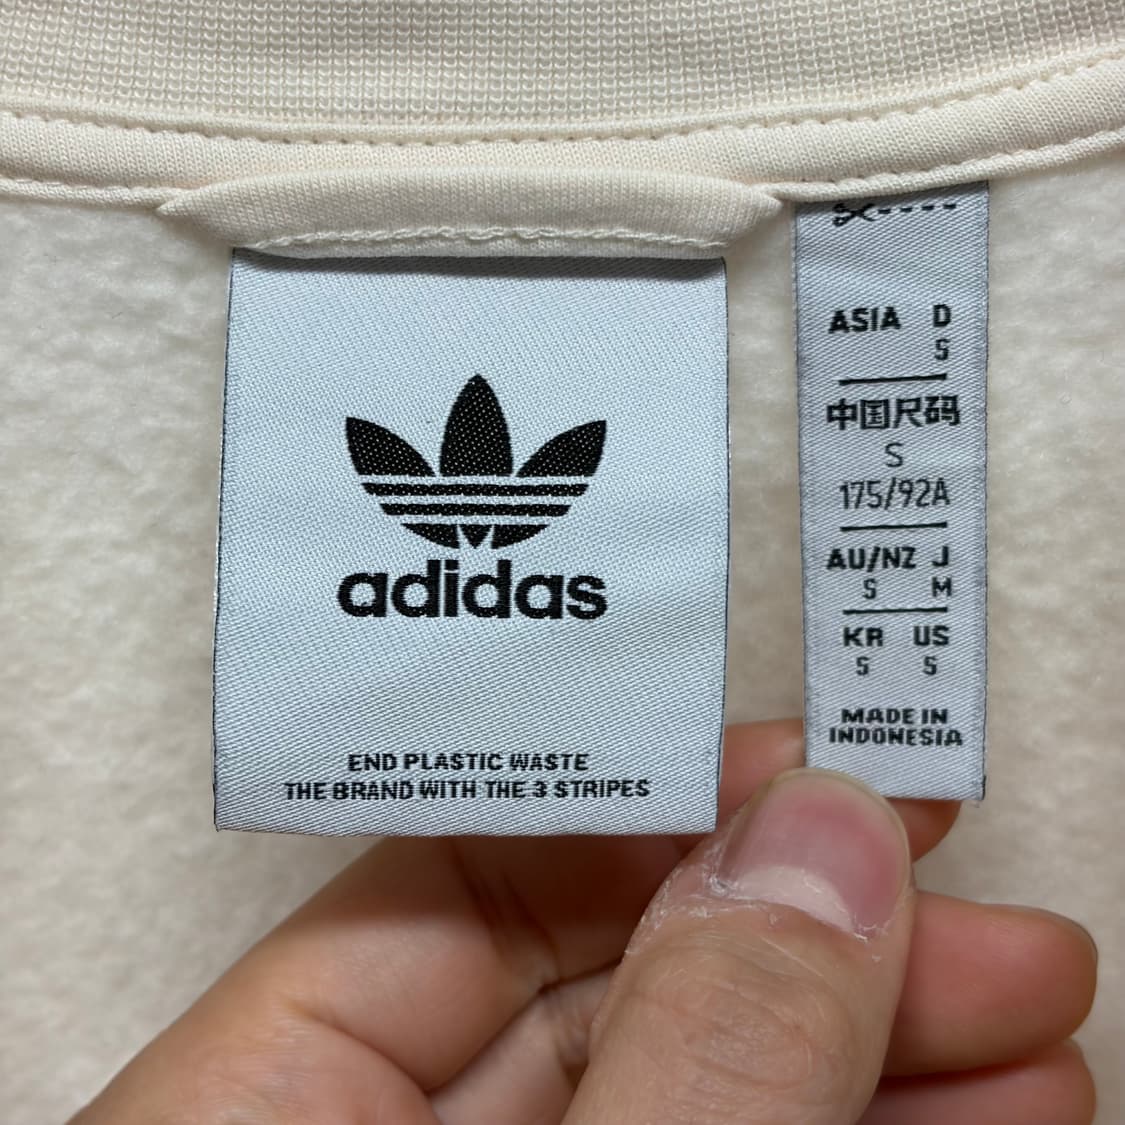 adidas
END PLASTIC WASTE
THE BRAND WITH THE 3 STRIPES
ASIA D
S
中国尺码
S
175/92A
AU/NZ J
S M
KR US
S S
MADE IN
INDONESIA